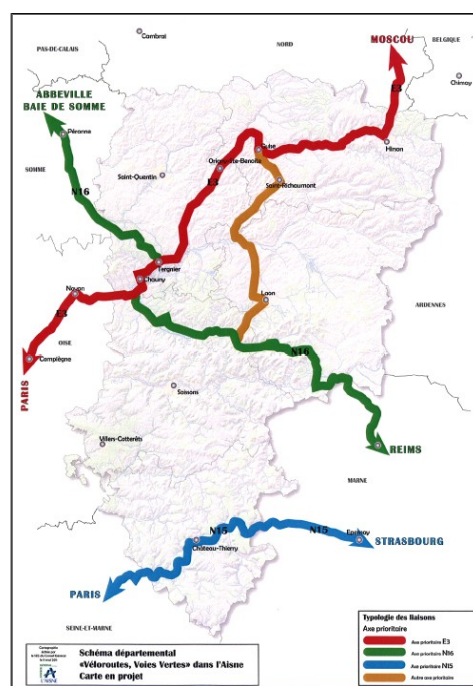 Cambrai
PAS-DE-CALAIS
NORD
MOSCOU
BELGIQUE
Chimay
ABBEVILLE
BAIE DE SOMME
E3
Péronne
Hirson
Guise
Origny-ste-Benoite
SOMME
Saint-Quentin
E3
Saint-Richaumont
N16
Tergnier
Chauny
Noyon
Laon
ARDENNES
E3
OISE
N16
Compiègne
Soissons
PARIS
Villers-Cotterêts
REIMS
MARNE
N15
N15
Epernay
STRASBOURG
Château-Thierry
PARIS
SEINE-ET-MARNE
Typologie des liaisons
Axe prioritaire
Axe prioritaire E3
Axe prioritaire N16
Axe prioritaire N15
Autre axe prioritaire
Schéma départemental
«Véloroutes, Voies Vertes» dans l'Aisne
Carte en projet
L'AISNE